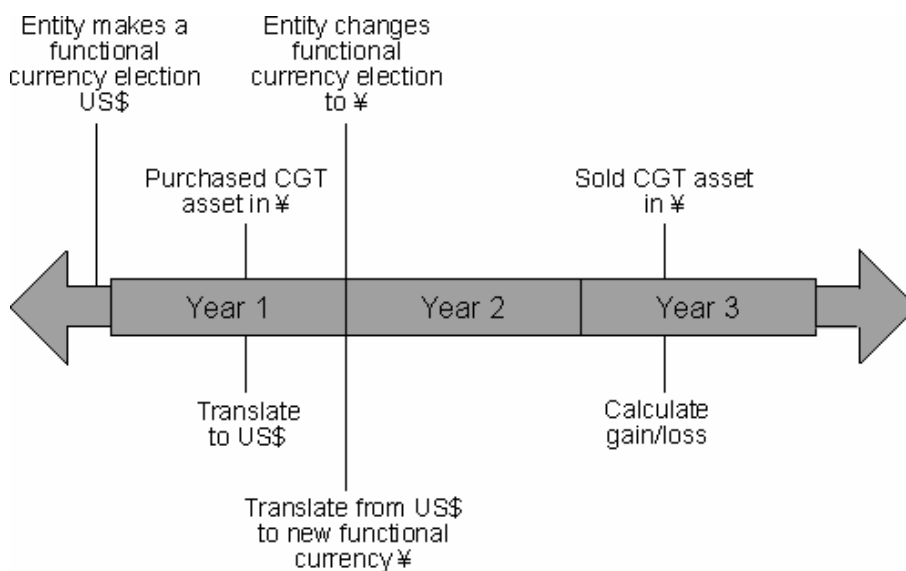 Entity makes a
functional
currency election
US$
Entity changes
functional
currency election
to ¥
Purchased CGT
asset in ¥
Sold CGT asset
in ¥
Year 1
Year 2
Year 3
Translate
to US$
Calculate
gain/loss
Translate from US$
to new functional
currency ¥